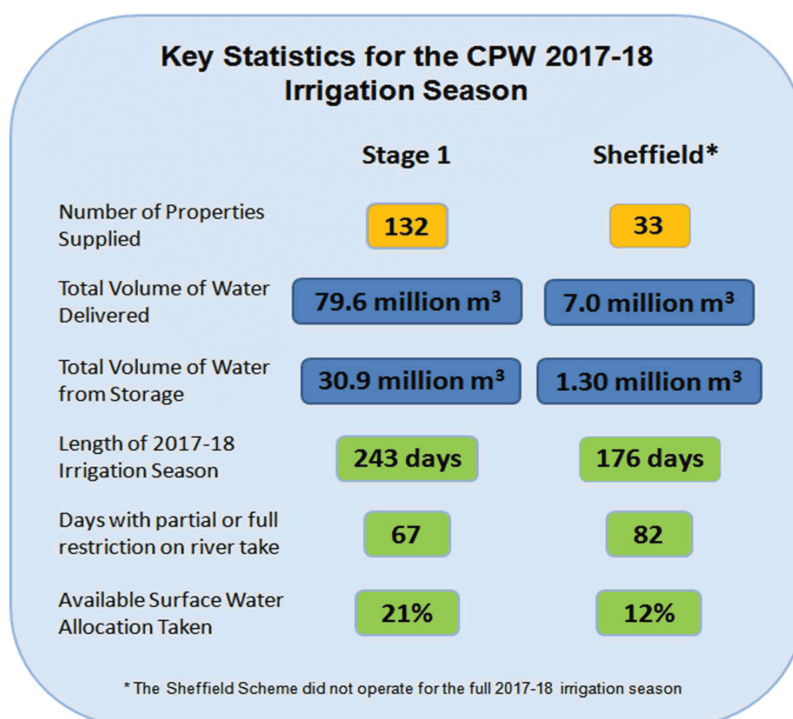 Key Statistics for the CPW 2017-18
Irrigation Season
Stage 1
Sheffield*
Number of Properties
Supplied
132
33
Total Volume of Water
Delivered
79.6 million m³
7.0 million m³
Total Volume of Water
from Storage
30.9 million m³
1.30 million m³
Length of 2017-18
Irrigation Season
243 days
176 days
Days with partial or full
restriction on river take
67
82
Available Surface Water
Allocation Taken
21%
12%
* The Sheffield Scheme did not operate for the full 2017-18 irrigation season